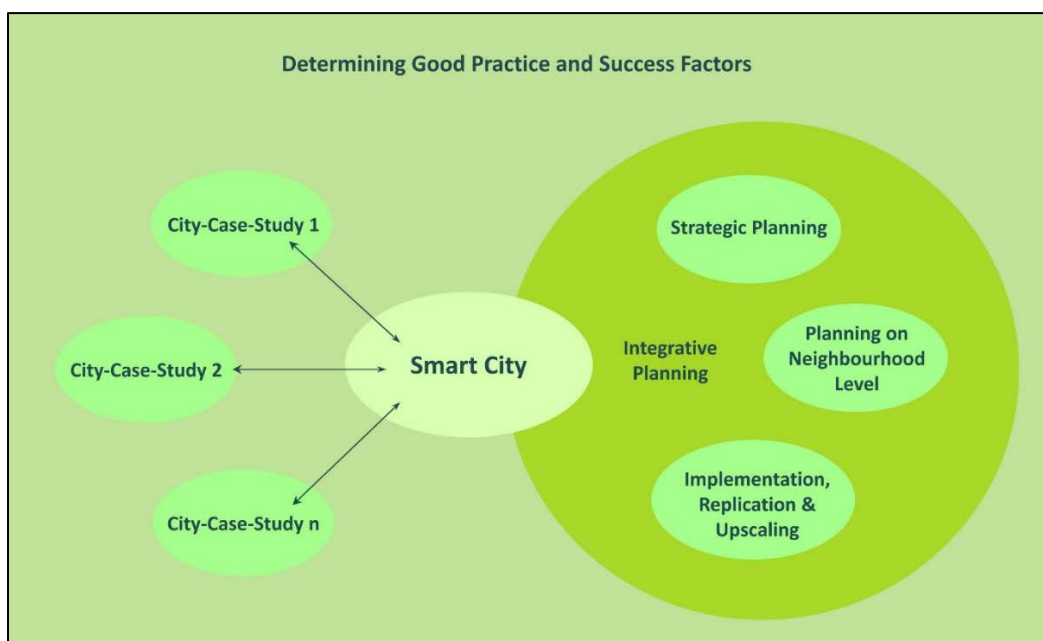 Determining Good Practice and Success Factors
City-Case-Study 1
City-Case-Study 2
City-Case-Study n
Smart City
Integrative
Planning
Strategic Planning
Planning on
Neighbourhood
Level
Implementation,
Replication &
Upscaling